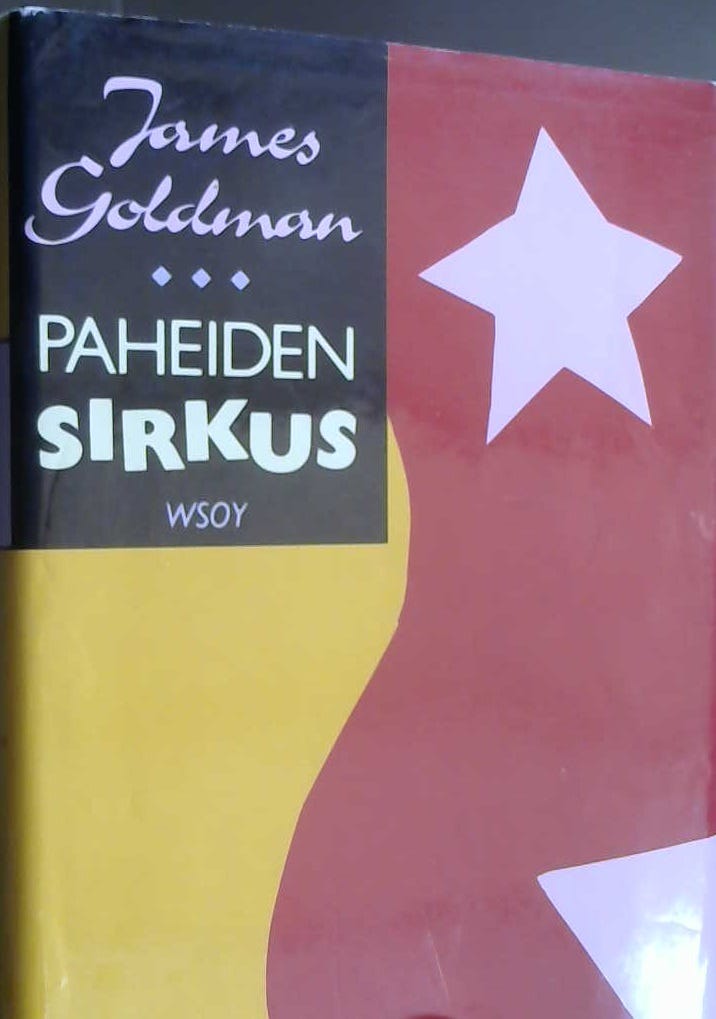 James
Goldman
PAHEIDEN
SIRKUS
WSOY